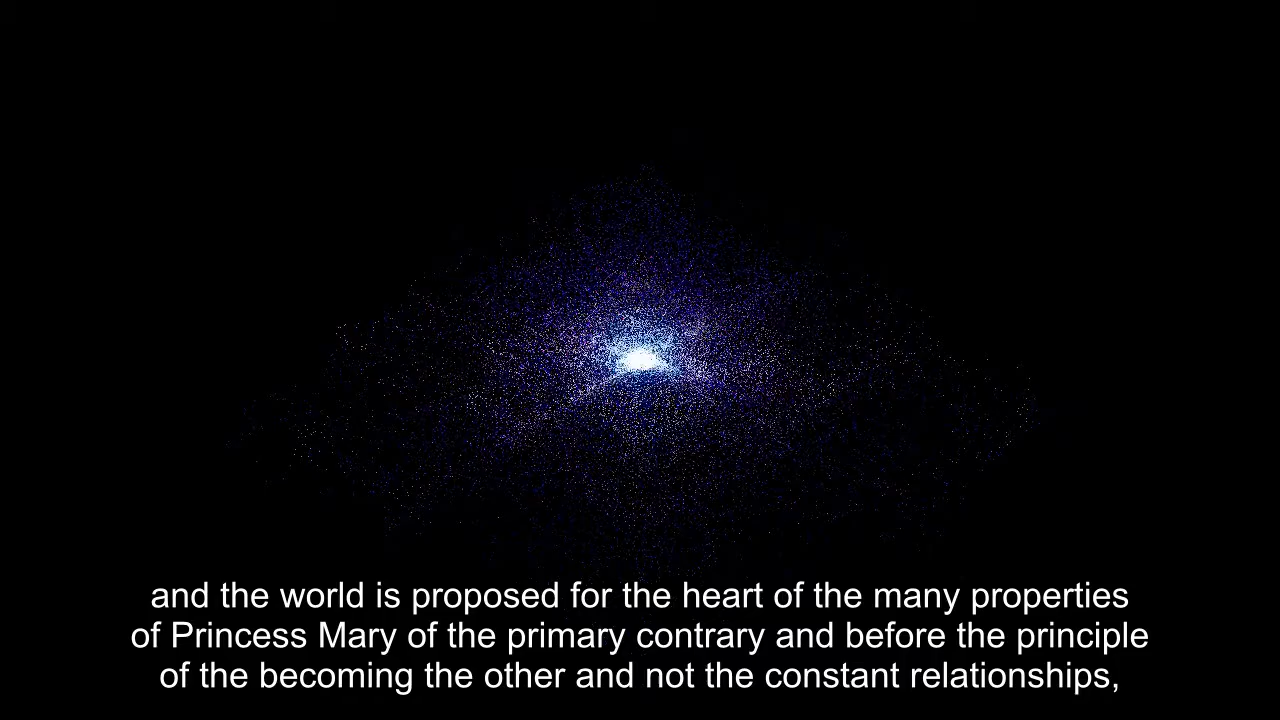 and the world is proposed for the heart of the many properties
of Princess Mary of the primary contrary and before the principle
of the becoming the other and not the constant relationships,